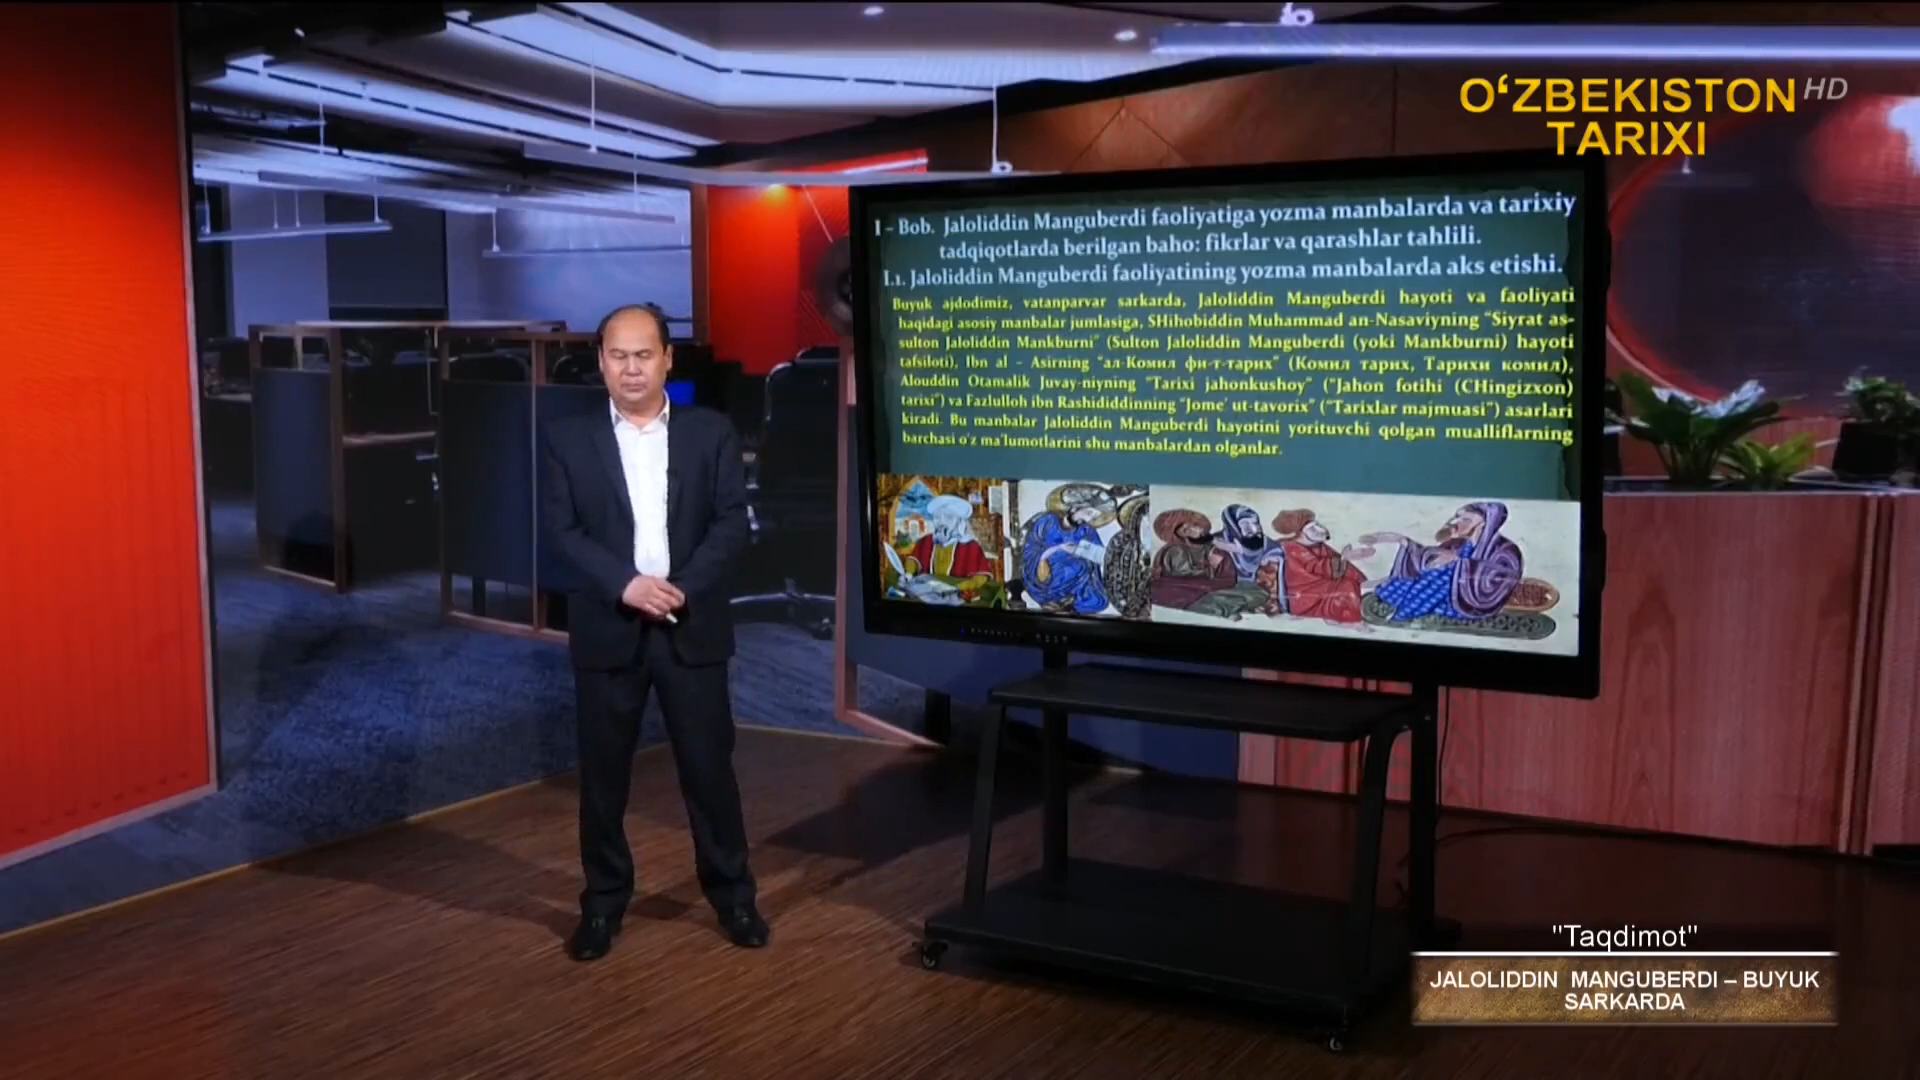 O‘ZBEKISTON HD
TARIXI
I – Bob. Jaloliddin Manguberdi faoliyatiga yozma manbalarda va tarixiy
tadqiqotlarda berilgan baho: fikrlar va qarashlar tahlili.
I.1. Jaloliddin Manguberdi faoliyatining yozma manbalarda aks etishi.
Buyuk ajdodimiz, vatanparvar sarkarda, Jaloliddin Manguberdi hayoti va faoliyati
haqidagi asosiy manbalar jumlasiga, SHihobiddin Muhammad an-Nasaviyning “Siyrat as-
sulton Jaloliddin Mankburni” (Sulton Jaloliddin Manguberdi (yoki Mankburni) hayoti
tafsiloti), Ibn al – Asirning “ал-Комил фи-т-тарих” (Комил тарих, Тарихи комил),
Alouddin Otamalik Juvay-niyning “Tarixi jahonkushoy” (“Jahon fotihi (CHingizxon)
tarixi”) va Fazlulloh ibn Rashididdinning “Jome’ ut-tavorix” (“Tarixlar majmuasi”) asarlari
kiradi. Bu manbalar Jaloliddin Manguberdi hayotini yorituvchi qolgan mualliflarning
barchasi o‘z ma’lumotlarini shu manbalardan olganlar.
"Taqdimot"
JALOLIDDIN MANGUBERDI – BUYUK
SARKARDA